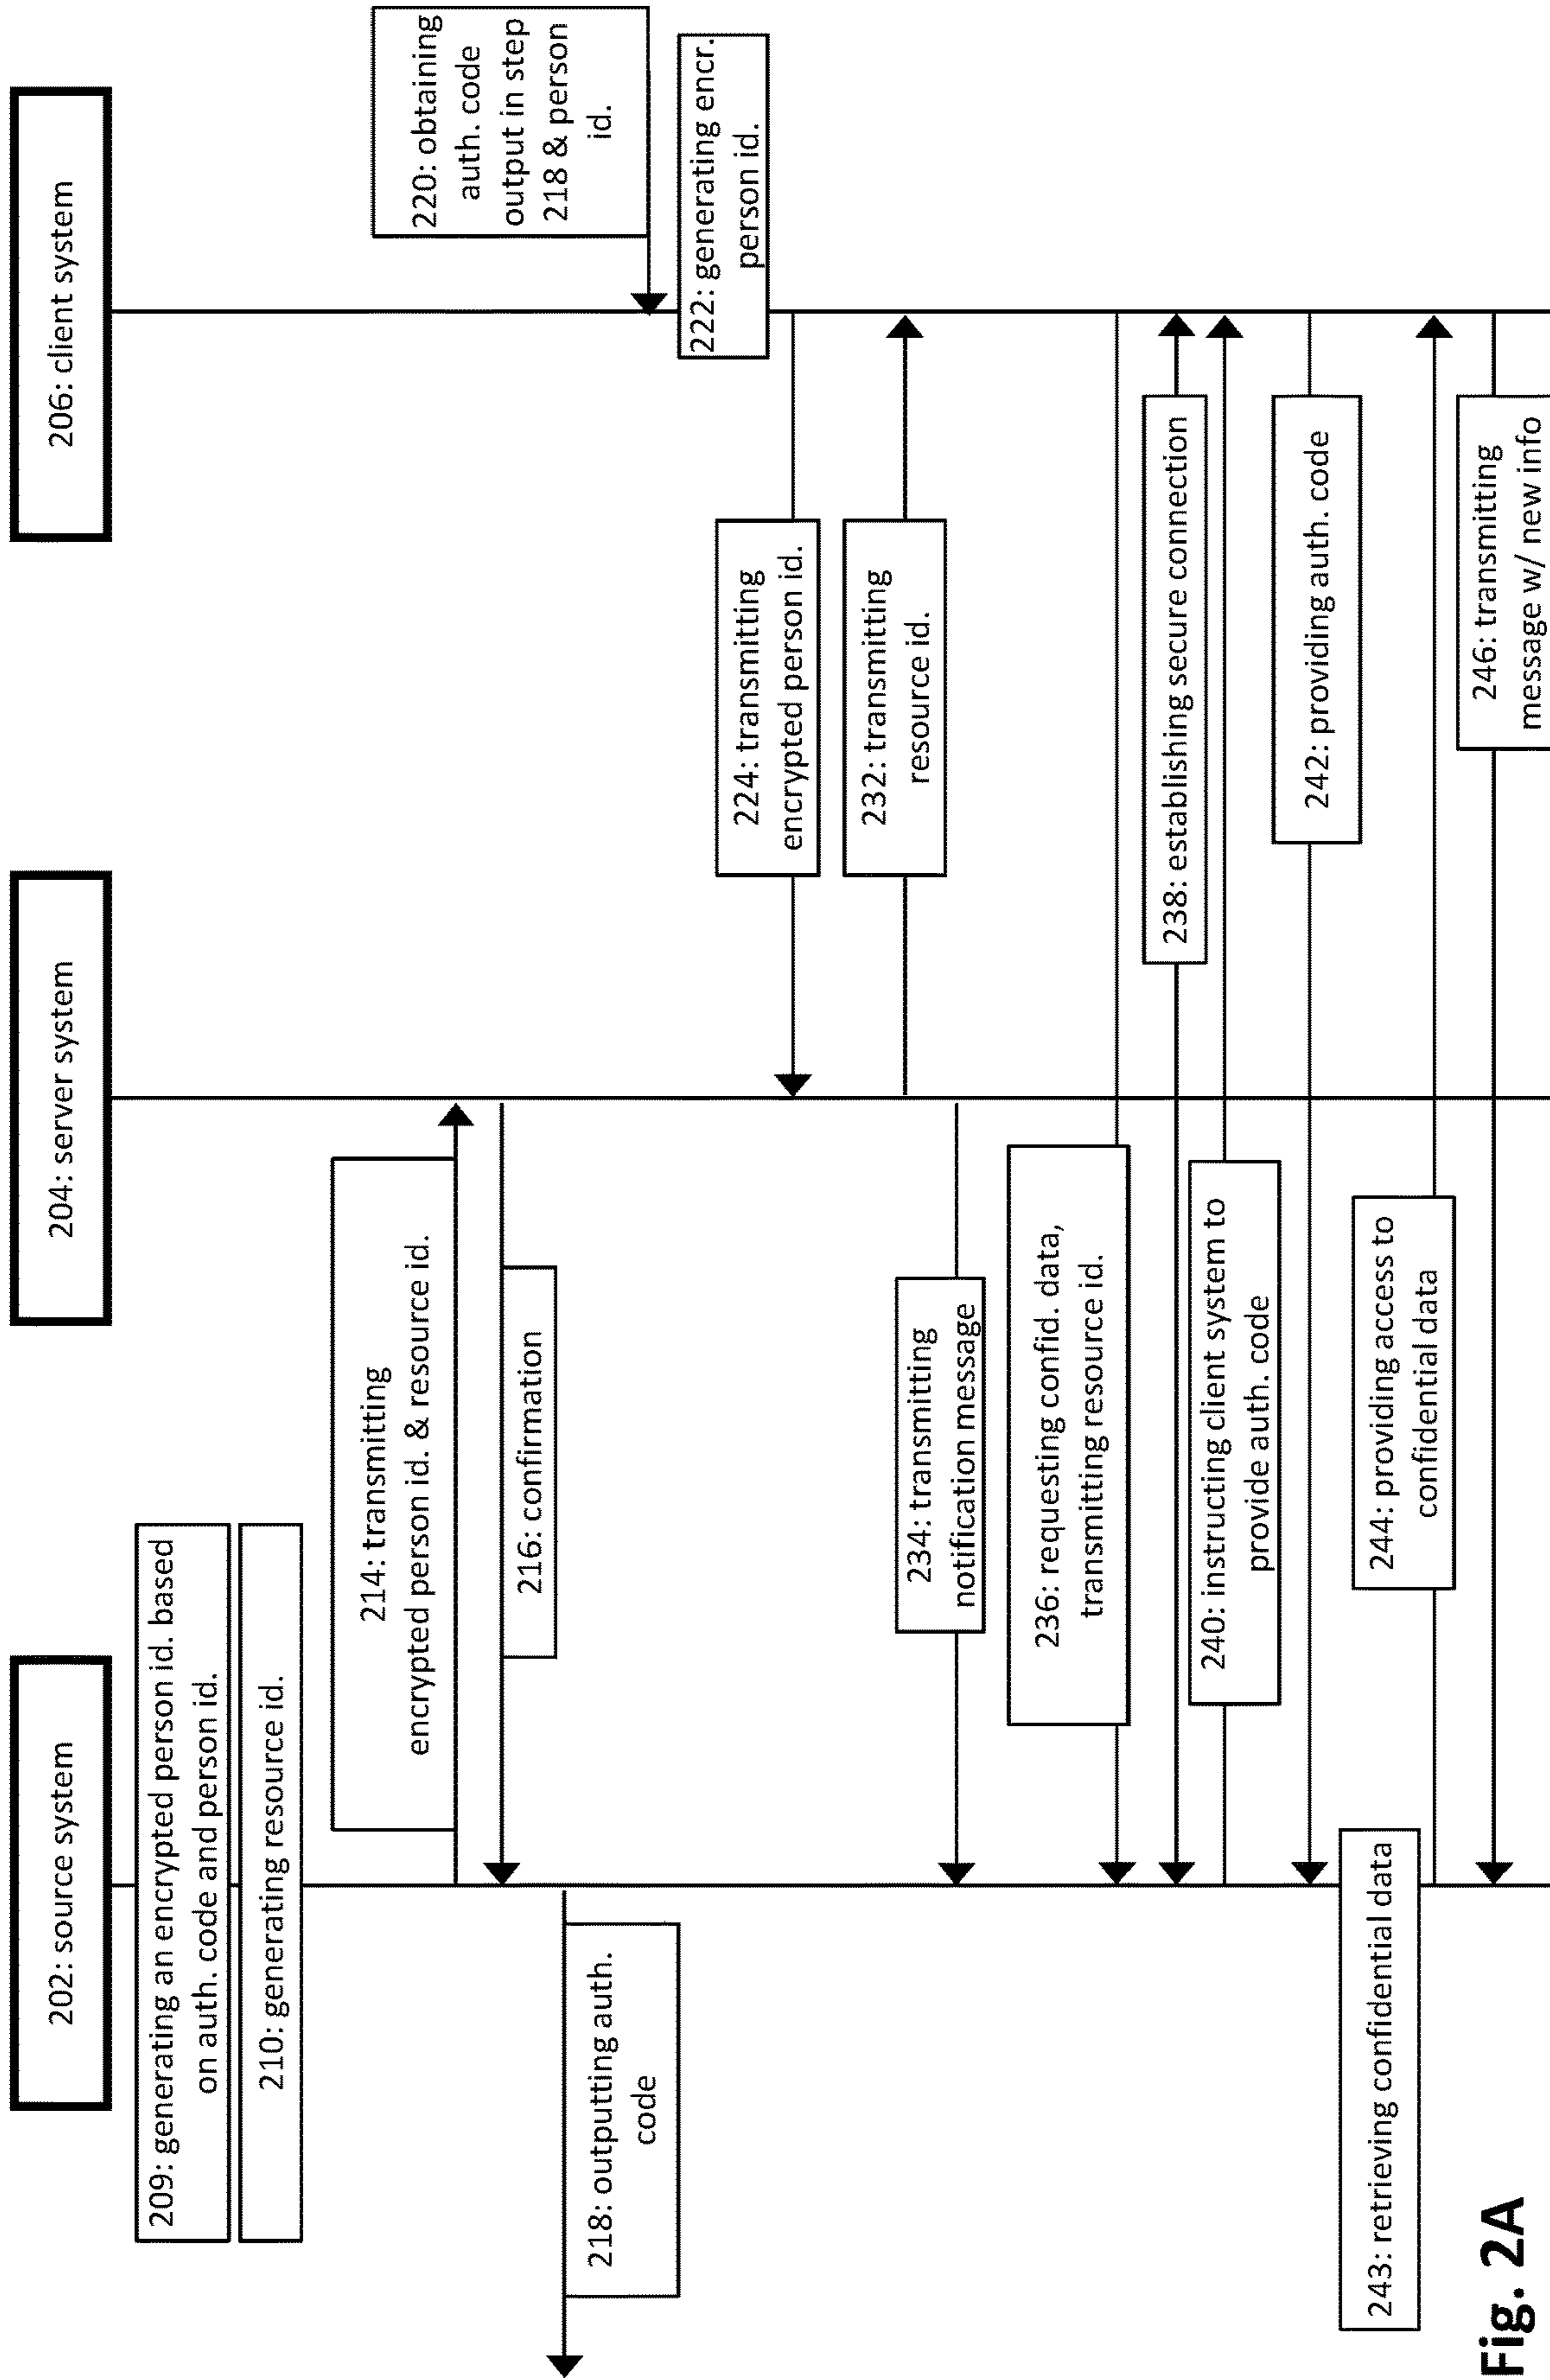 202: source system
204: server system
206: client system
209: generating an encrypted person id. based
on auth. code and person id.
210: generating resource id.
214: transmitting
encrypted person id. & resource id.
216: confirmation
218: outputting auth.
code
220: obtaining
auth. code
output in step
218 & person
id.
222: generating encr.
person id.
224: transmitting
encrypted person id.
232: transmitting
resource id.
234: transmitting
notification message
236: requesting confid. data,
transmitting resource id.
238: establishing secure connection
240: instructing client system to
provide auth. code
242: providing auth. code
243: retrieving confidential data
244: providing access to
confidential data
246: transmitting
message w/ new info
Fig. 2A